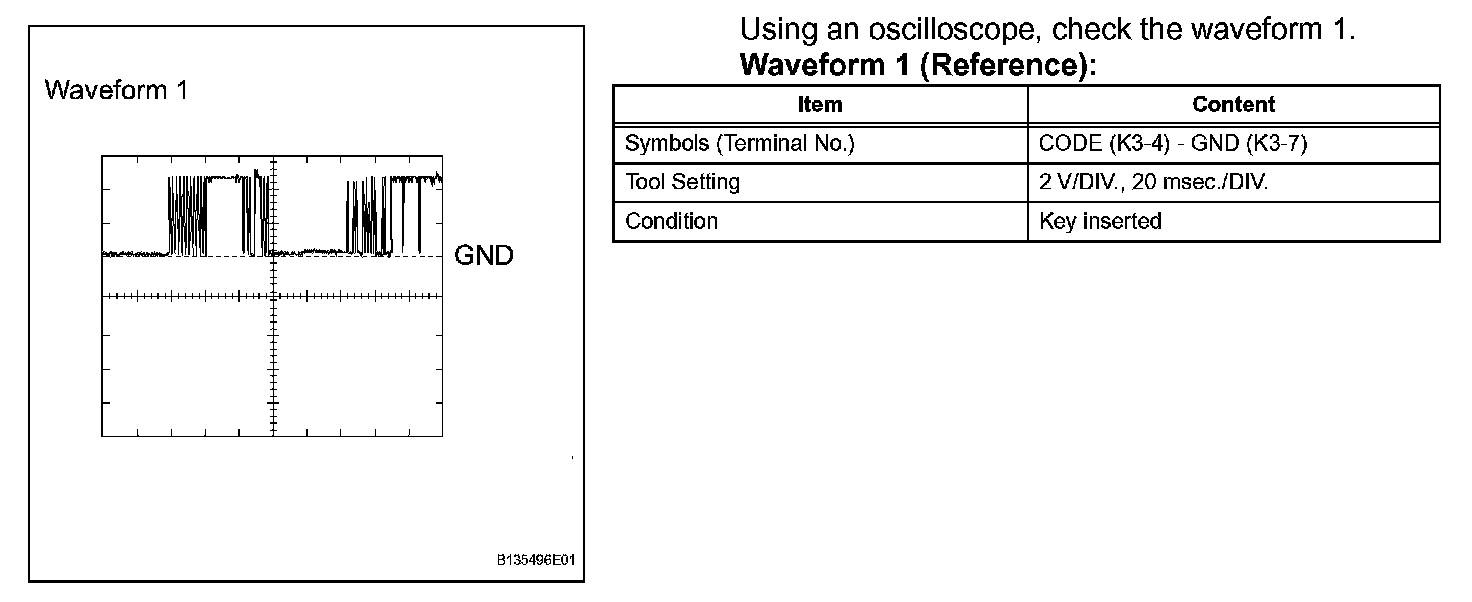 Using an oscilloscope, check the waveform 1.
Waveform 1 (Reference):
Waveform 1
GND
B135496E01
Item Content
Symbols (Terminal No.) CODE (K3-4) - GND (K3-7)
Tool Setting 2 V/DIV., 20 msec./DIV.
Condition Key inserted